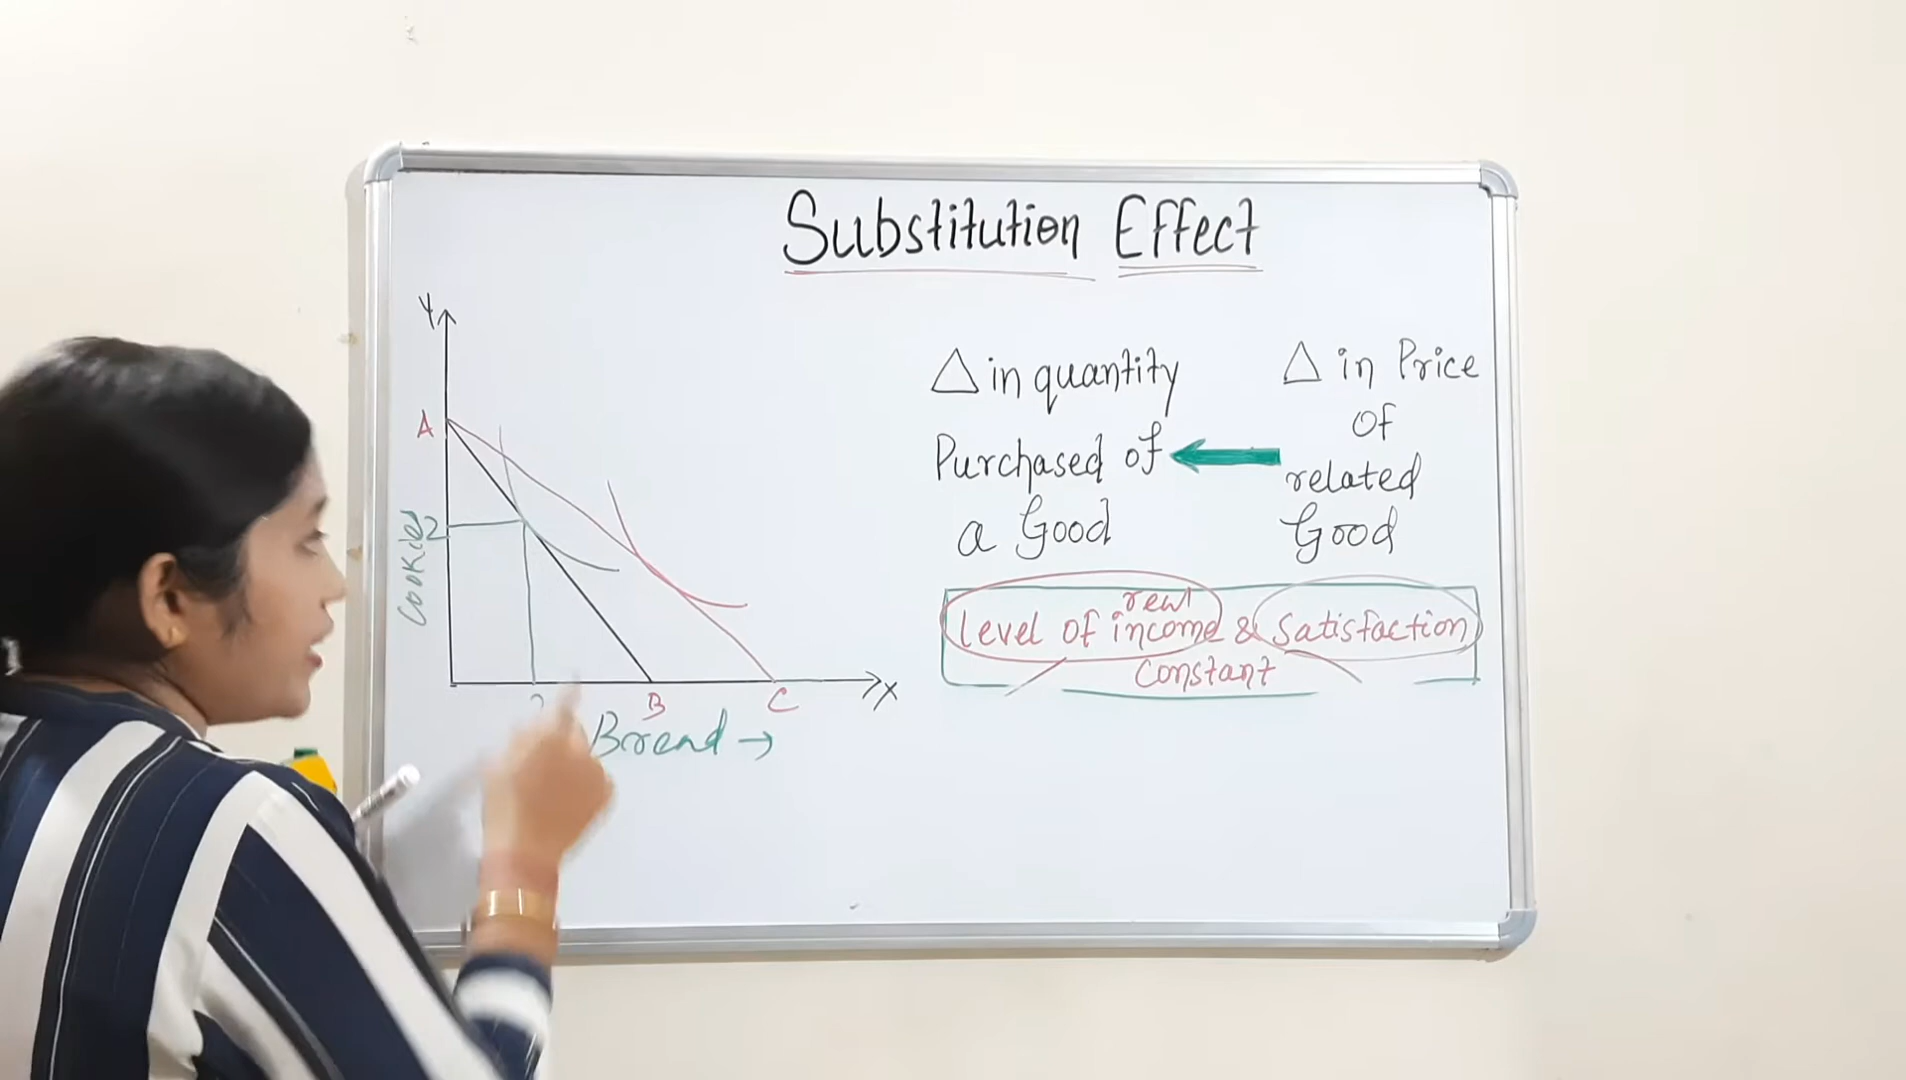 Substitution Effect
Y
A
2
Cookies
B
C
X
Bread →
Δ in quantity
Purchased of
a Good
Δ in Price
of
related
Good
real
Level of income & Satisfaction
Constant